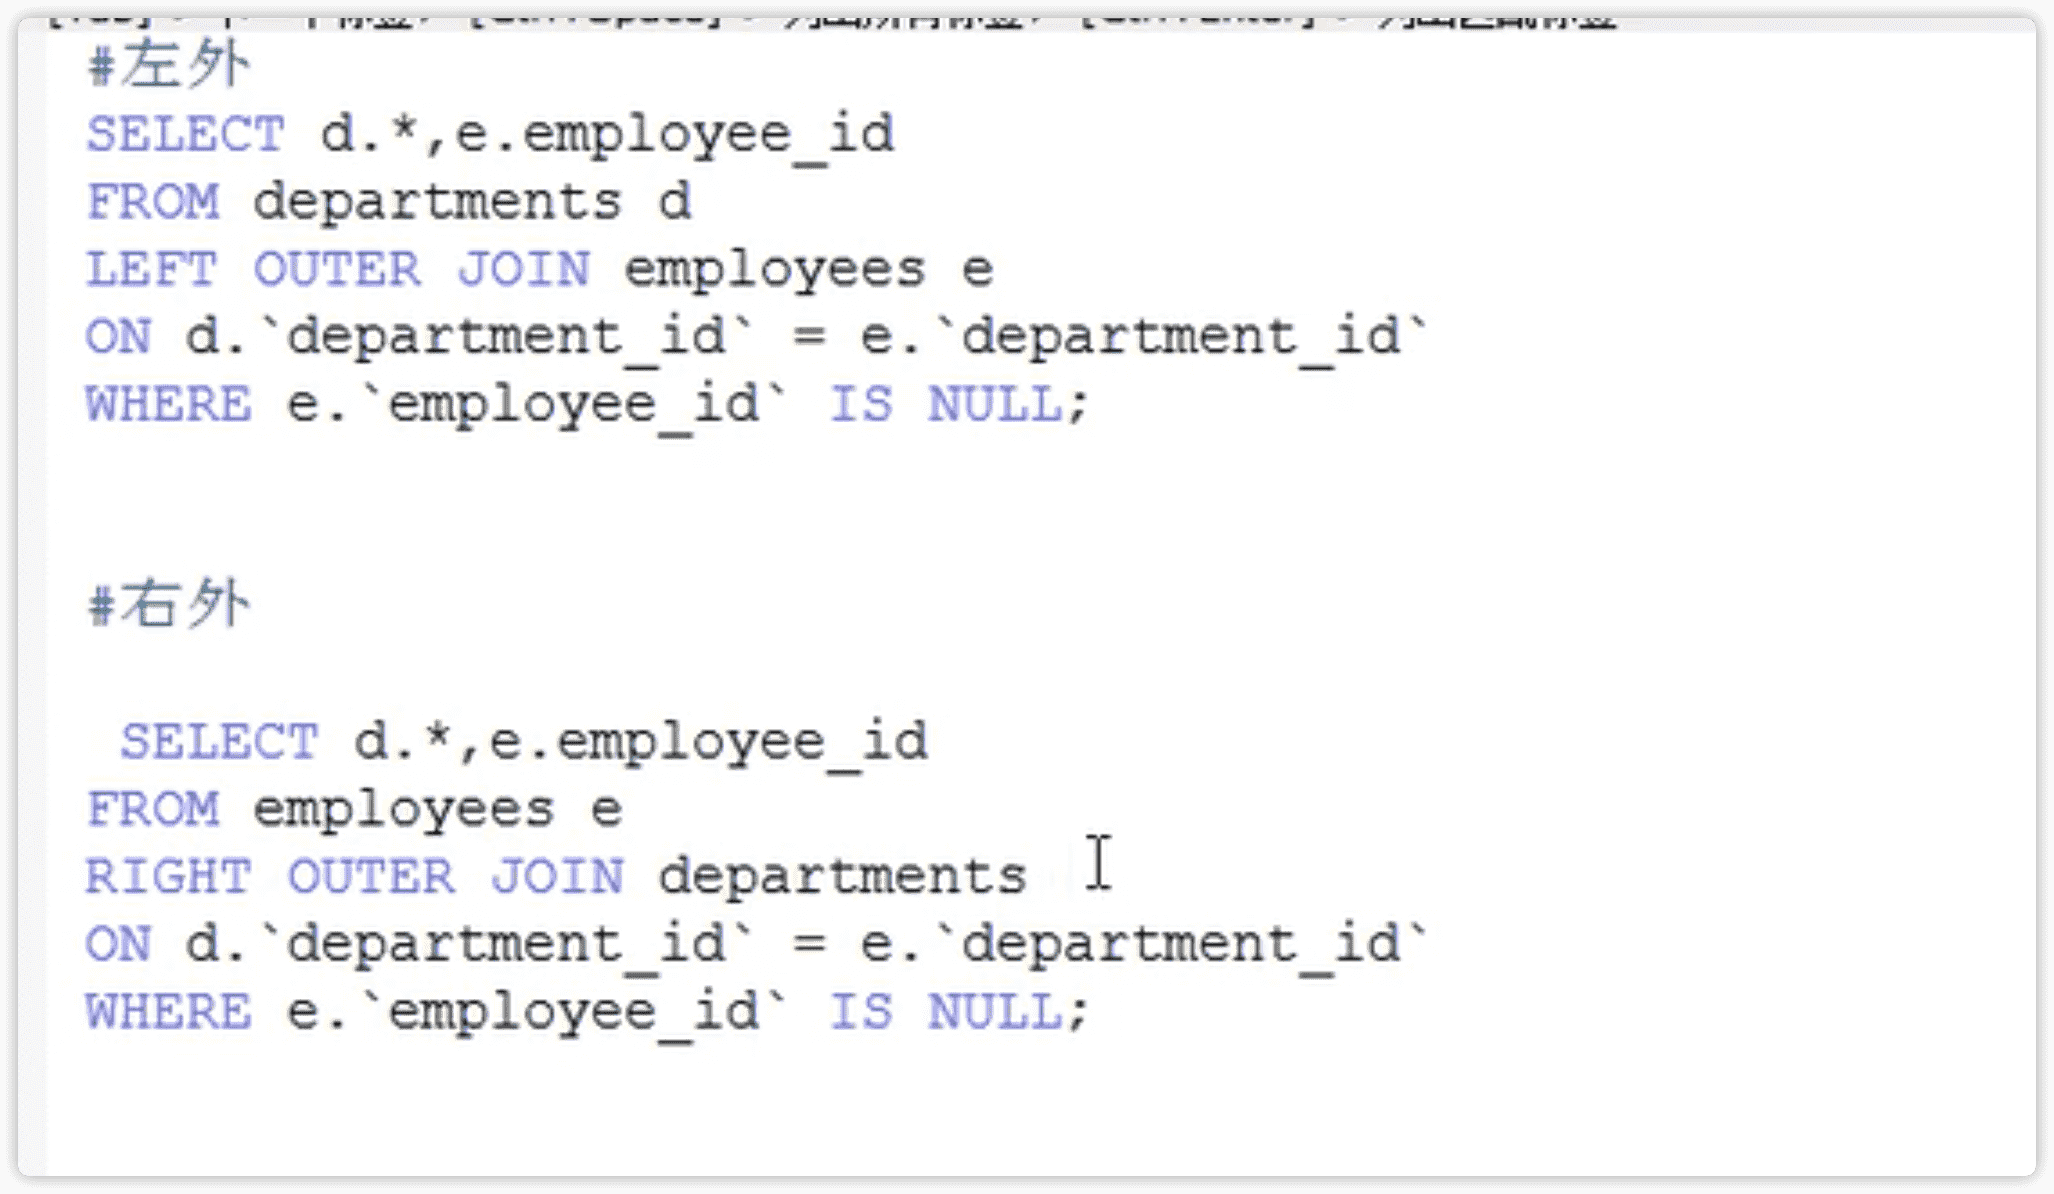 #左外
SELECT d.*,e.employee_id
FROM departments d
LEFT OUTER JOIN employees e
ON d.`department_id` = e.`department_id`
WHERE e.`employee_id` IS NULL;
#右外
SELECT d.*,e.employee_id
FROM employees e
RIGHT OUTER JOIN departments
ON d.`department_id` = e.`department_id`
WHERE e.`employee_id` IS NULL;